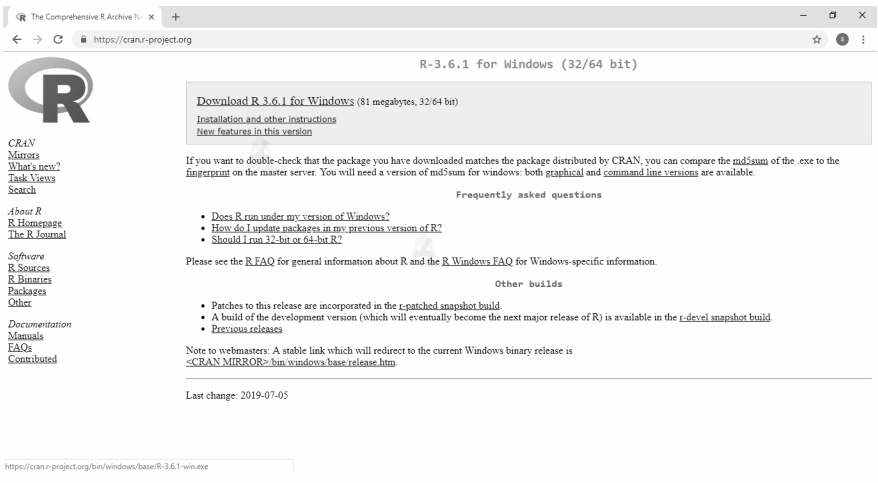 The Comprehensive R Archive Ne
https://cran.r-project.org
S
R
CRAN
Mirrors
What's new?
Task Views
Search
About R
R Homepage
The R Journal
Software
R Sources
R Binaries
Packages
Other
Documentation
Manuals
FAQs
Contributed
R-3.6.1 for Windows (32/64 bit)
Download R 3.6.1 for Windows (81 megabytes, 32/64 bit)
Installation and other instructions
New features in this version
If you want to double-check that the package you have downloaded matches the package distributed by CRAN, you can compare the md5sum of the .exe to the
fingerprint on the master server. You will need a version of md5sum for windows: both graphical and command line versions are available.
Frequently asked questions
• Does R run under my version of Windows?
• How do I update packages in my previous version of R?
• Should I run 32-bit or 64-bit R?
Please see the R FAQ for general information about R and the R Windows FAQ for Windows-specific information.
Other builds
• Patches to this release are incorporated in the r-patched snapshot build.
• A build of the development version (which will eventually become the next major release of R) is available in the r-devel snapshot build.
• Previous releases
Note to webmasters: A stable link which will redirect to the current Windows binary release is
<CRAN MIRROR>/bin/windows/base/release.htm.
Last change: 2019-07-05
https://cran.r-project.org/bin/windows/base/R-3.6.1-win.exe